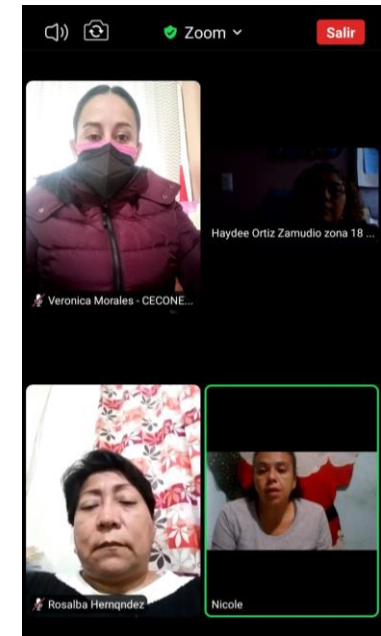 Zoom
Salir
Haydee Ortiz Zamudio zona 18 ...
Veronica Morales - CECONE...
Rosalba Hernqndez
Nicole